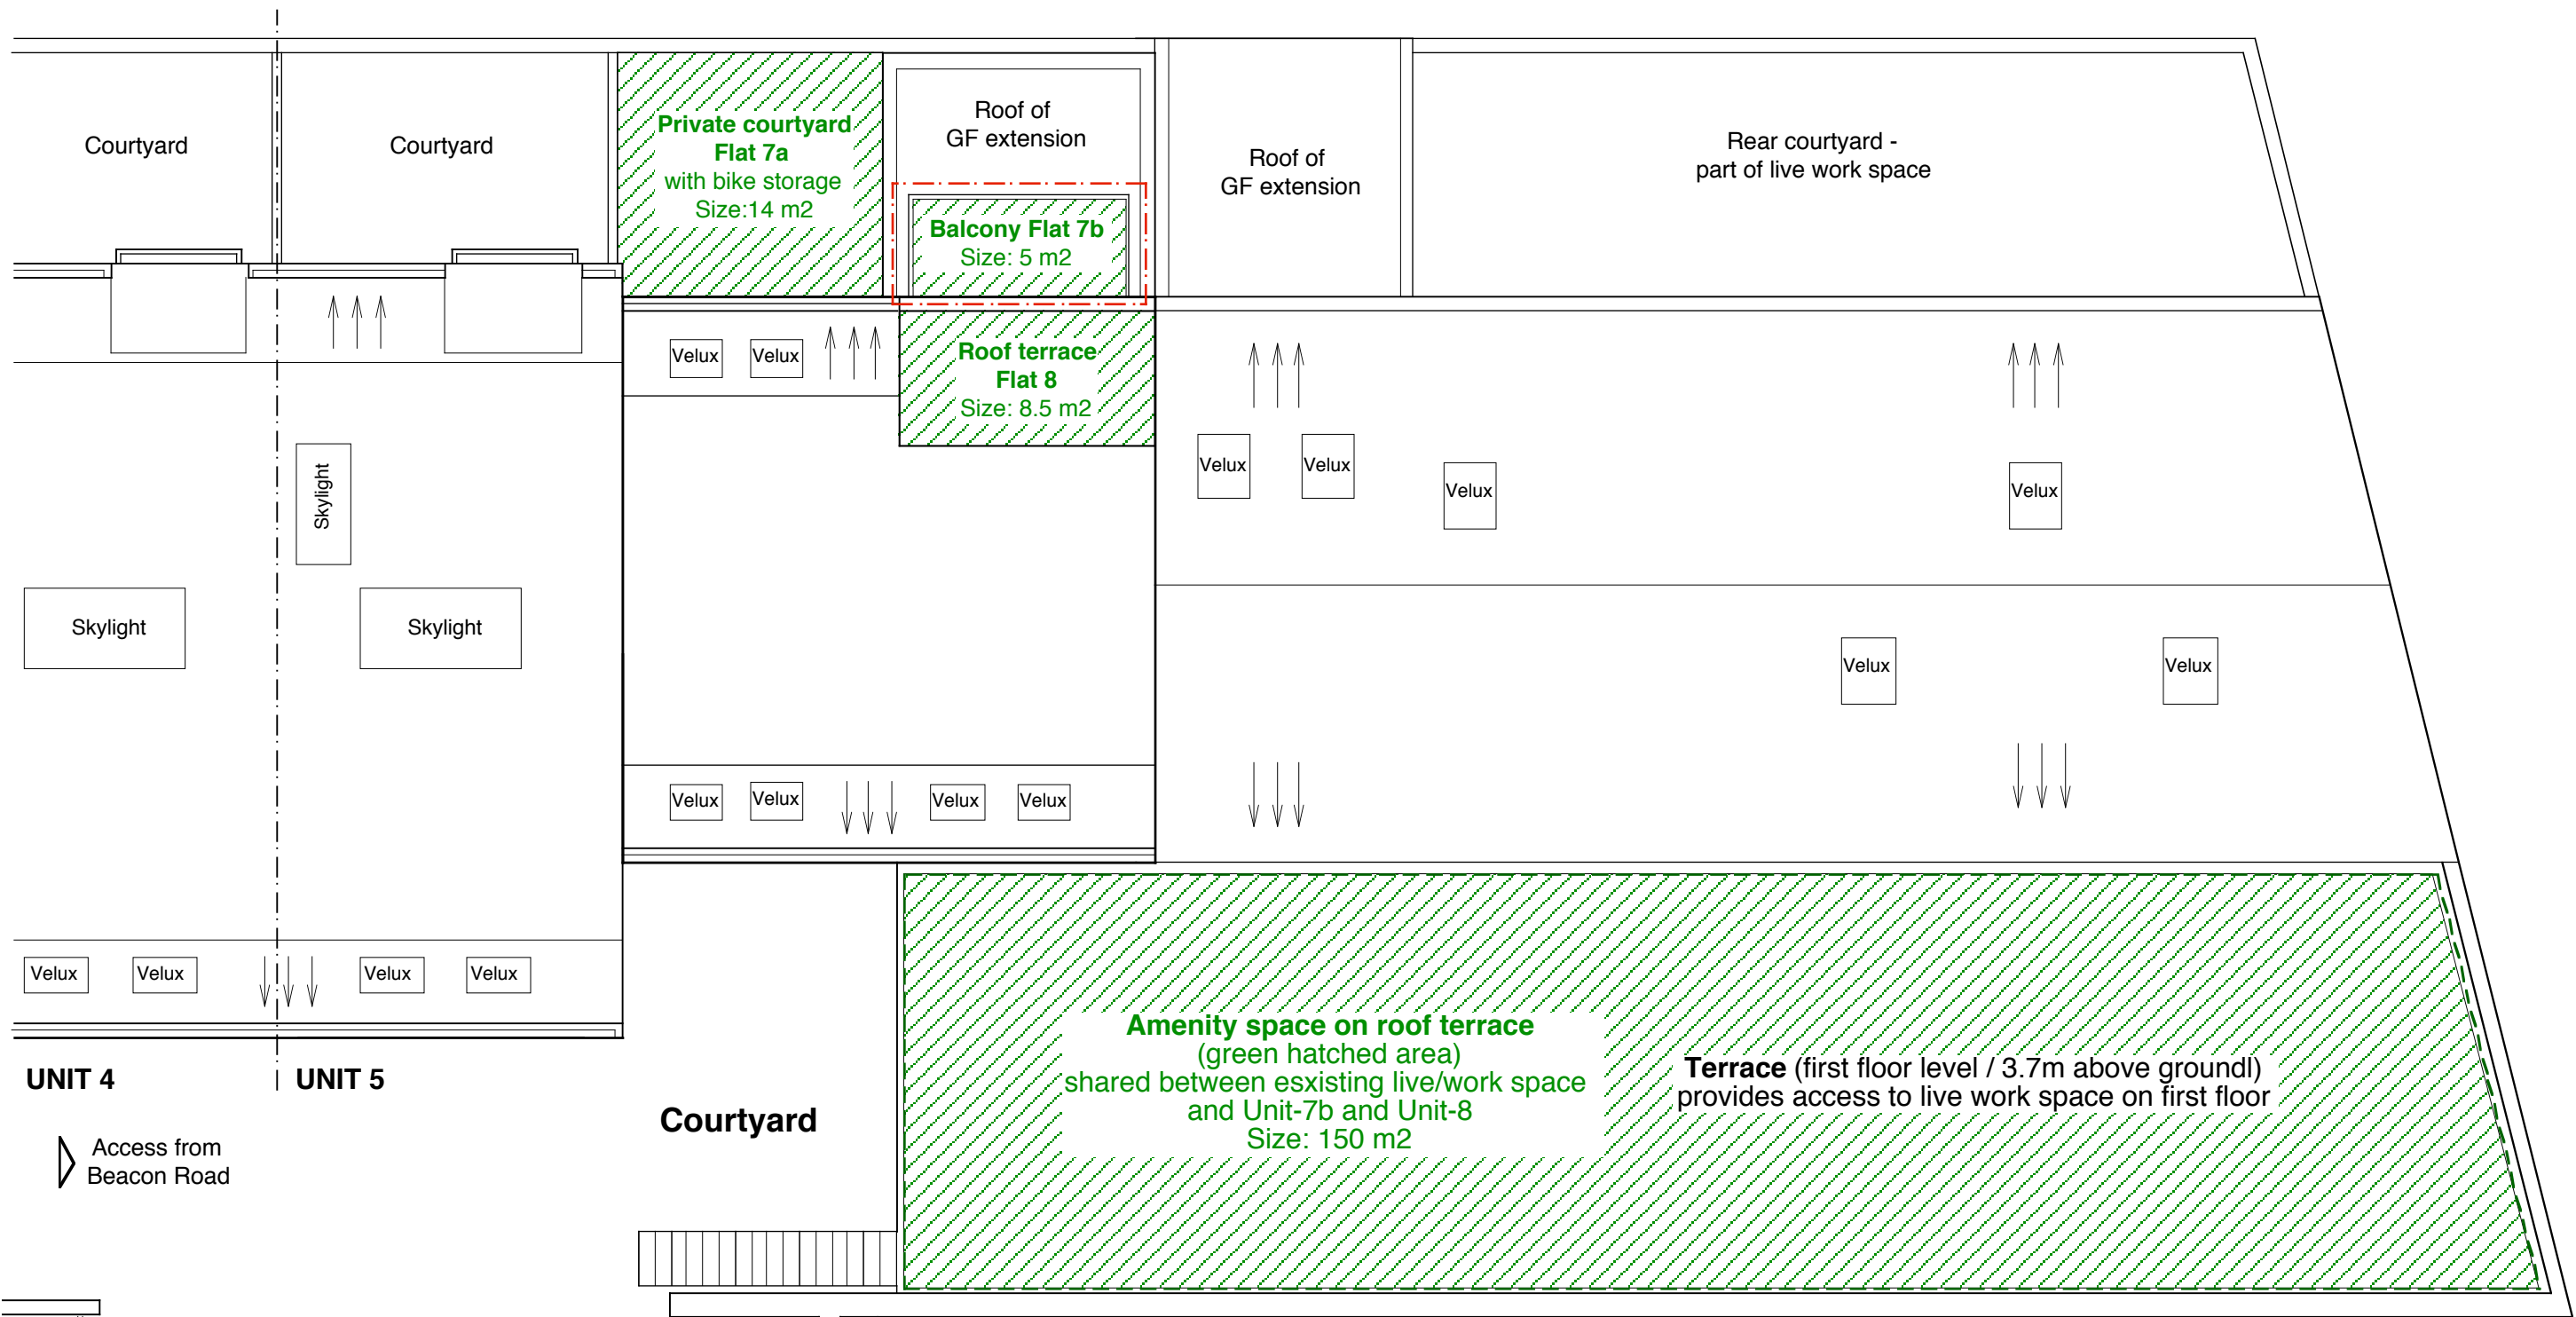 Courtyard
Courtyard
Private courtyard
Flat 7a
with bike storage
Size:14 m2
Roof of
GF extension
Balcony Flat 7b
Size: 5 m2
Roof of
GF extension
Rear courtyard -
part of live work space
Velux
Velux
Roof terrace
Flat 8
Size: 8.5 m2
Skylight
Velux
Velux
Velux
Velux
Skylight
Skylight
Velux
Velux
Velux
Velux
Velux
Velux
Velux
Velux
Velux
Velux
UNIT 4
UNIT 5
Access from
Beacon Road
Courtyard
Amenity space on roof terrace
(green hatched area)
shared between esxisting live/work space
and Unit-7b and Unit-8
Size: 150 m2
Terrace (first floor level / 3.7m above groundl)
provides access to live work space on first floor